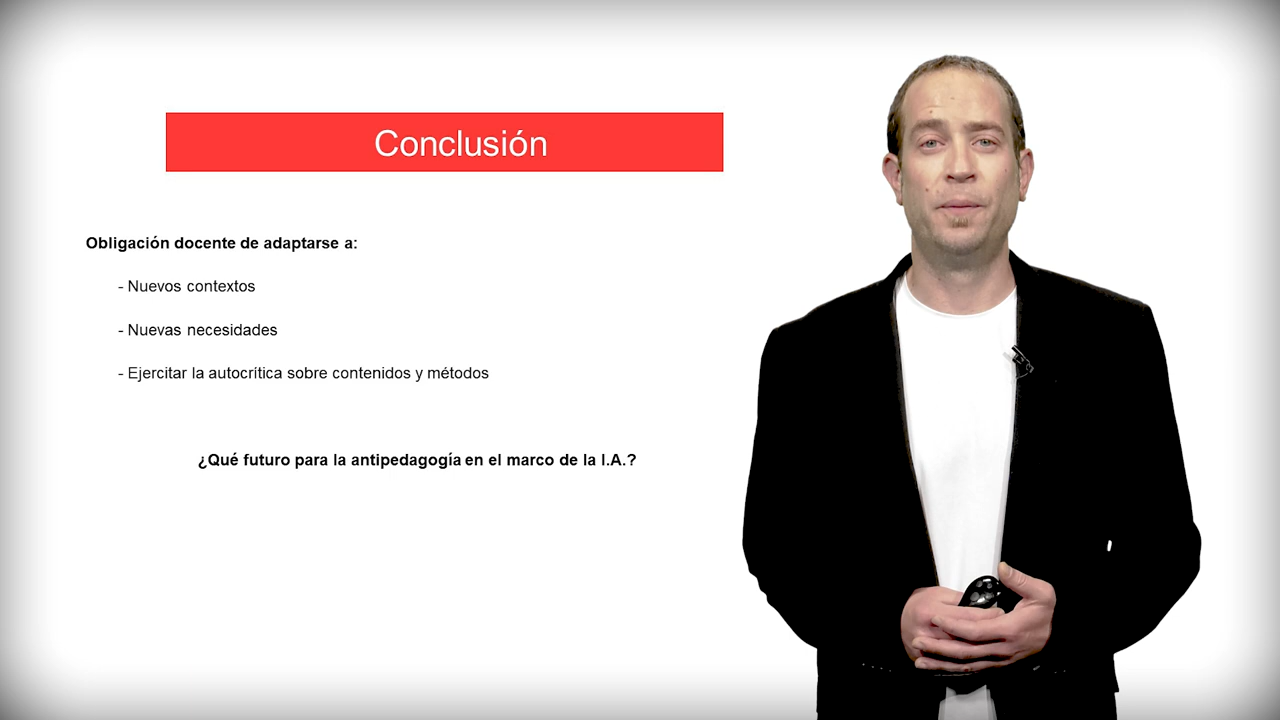 Conclusión
Obligación docente de adaptarse a:
- Nuevos contextos
- Nuevas necesidades
- Ejercitar la autocrítica sobre contenidos y métodos
¿Qué futuro para la antipedagogía en el marco de la I.A.?